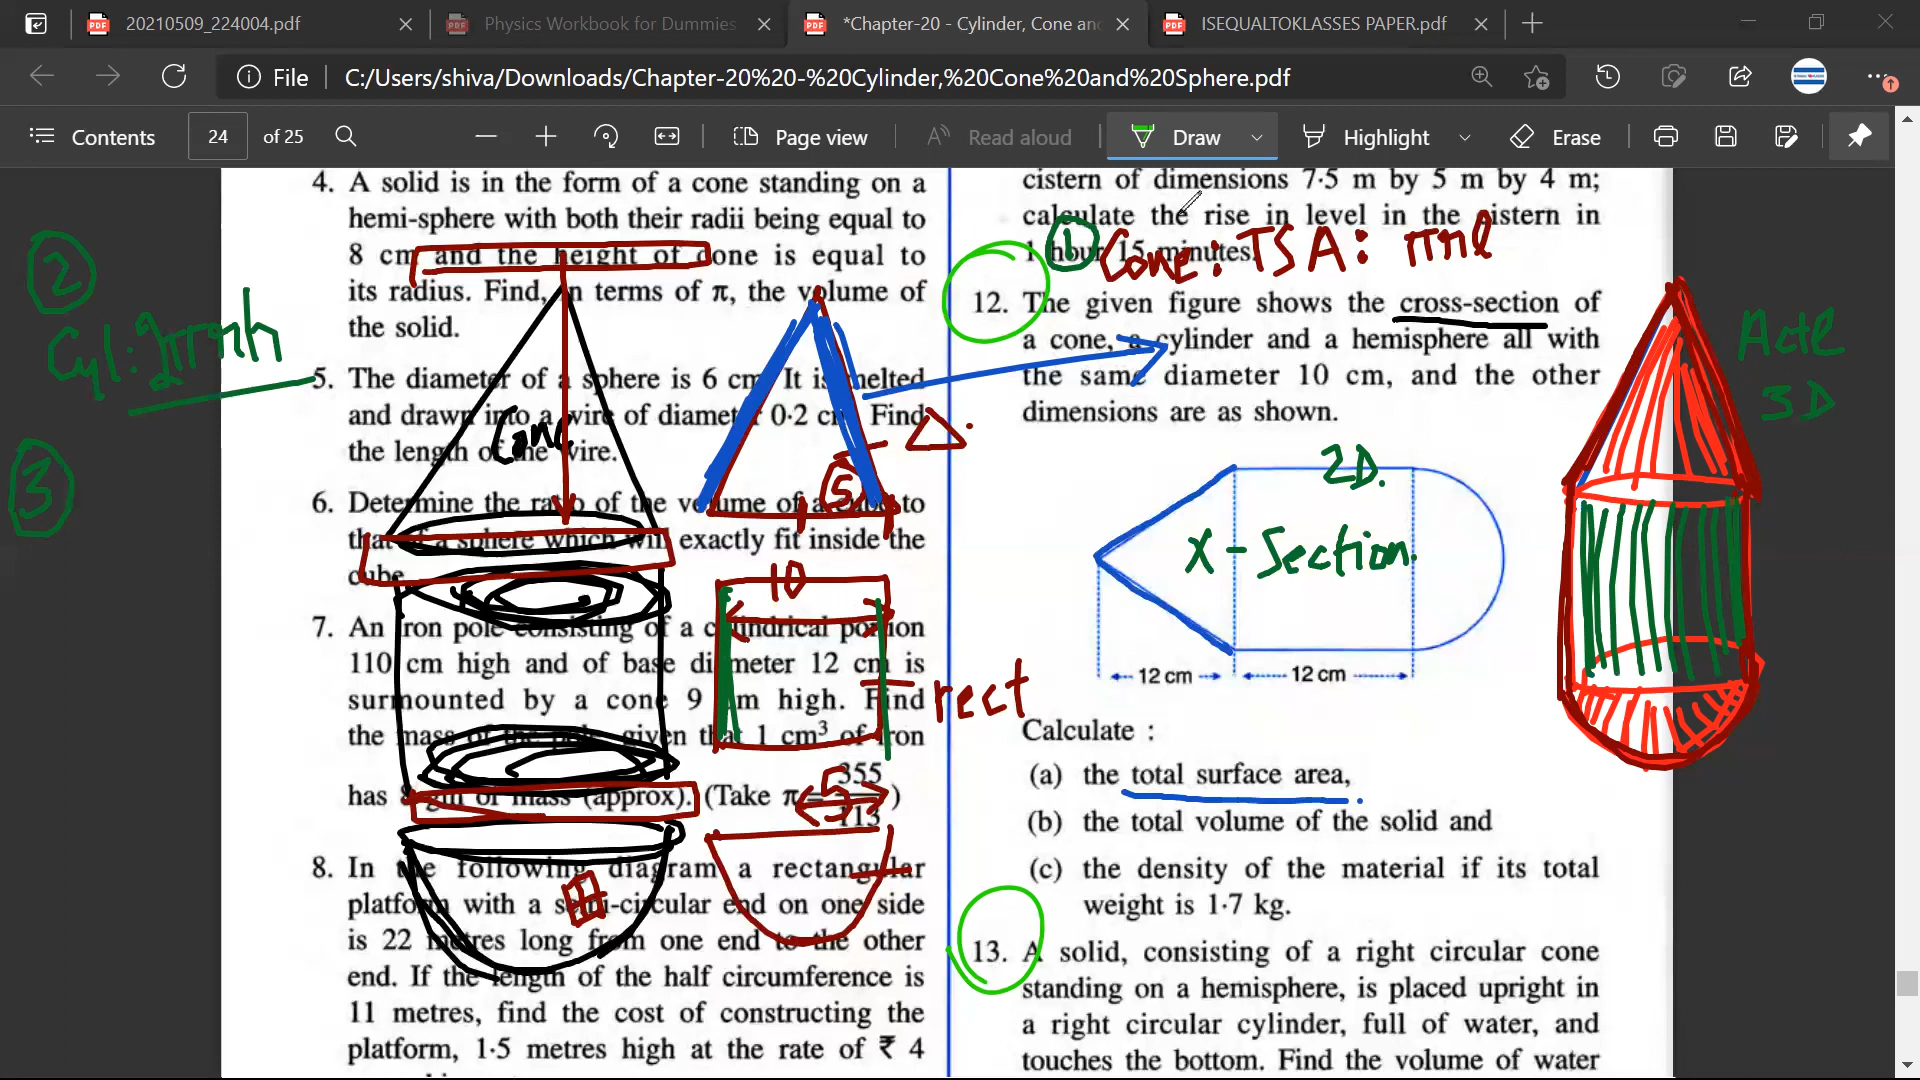 20210509_224004.pdf
Physics Workbook for Dummies
*Chapter-20 - Cylinder, Cone and
ISEQUALTOKLASSES PAPER.pdf
File
C:/Users/shiva/Downloads/Chapter-20%20-%20Cylinder,%20Cone%20and%20Sphere.pdf
Contents
24
of 25
Page view
Read aloud
Draw
Highlight
Erase
4. A solid is in the form of a cone standing on a
hemi-sphere with both their radii being equal to
8 cm and the height of cone is equal to
its radius. Find, in terms of π, the volume of
the solid.
5. The diameter of a sphere is 6 cm. It is melted
and drawn into a wire of diameter 0·2 cm. Find
the length of the wire.
6. Determine the ratio of the volume of a cube to
that of a sphere which will exactly fit inside the
cube.
7. An iron pole consisting of a cylindrical portion
110 cm high and of base diameter 12 cm is
surmounted by a cone 9 cm high. Find
the mass of the pole, given that 1 cm³ of iron
has 8 gm of mass (approx). (Take π = 355/113)
8. In the following diagram a rectangular
platform with a semi-circular end on one side
is 22 metres long from one end to the other
end. If the length of the half circumference is
11 metres, find the cost of constructing the
platform, 1·5 metres high at the rate of ₹ 4
2
Cyl: 2πrh
3
Cone
5
Δ
10
rect
5
cistern of dimensions 7·5 m by 5 m by 4 m;
calculate the rise in level in the cistern in
1 hour 15 minutes.
1 Cone: TSA: πrl
12. The given figure shows the cross-section of
a cone, a cylinder and a hemisphere all with
the same diameter 10 cm, and the other
dimensions are as shown.
2D.
X - Section.
12 cm
12 cm
3D
Calculate :
(a) the total surface area,
(b) the total volume of the solid and
(c) the density of the material if its total
weight is 1·7 kg.
13. A solid, consisting of a right circular cone
standing on a hemisphere, is placed upright in
a right circular cylinder, full of water, and
touches the bottom. Find the volume of water